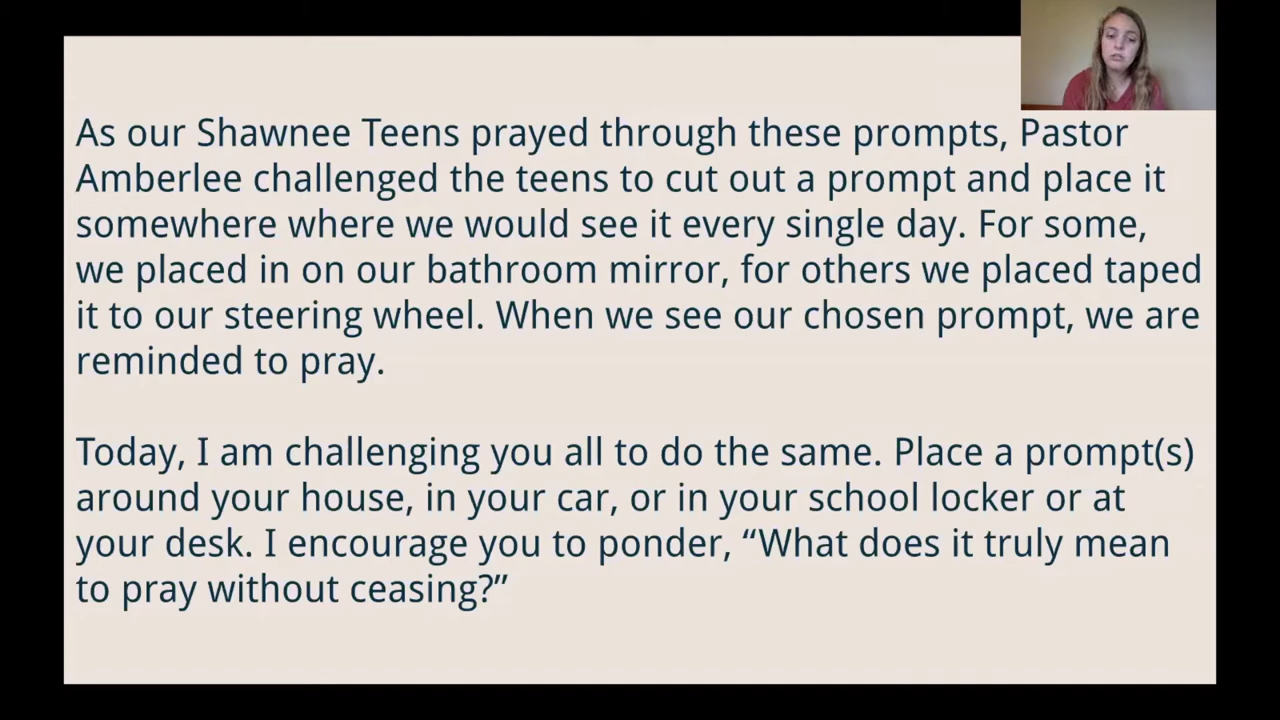 As our Shawnee Teens prayed through these prompts, Pastor
Amberlee challenged the teens to cut out a prompt and place it
somewhere where we would see it every single day. For some,
we placed in on our bathroom mirror, for others we placed taped
it to our steering wheel. When we see our chosen prompt, we are
reminded to pray.
Today, I am challenging you all to do the same. Place a prompt(s)
around your house, in your car, or in your school locker or at
your desk. I encourage you to ponder, “What does it truly mean
to pray without ceasing?”